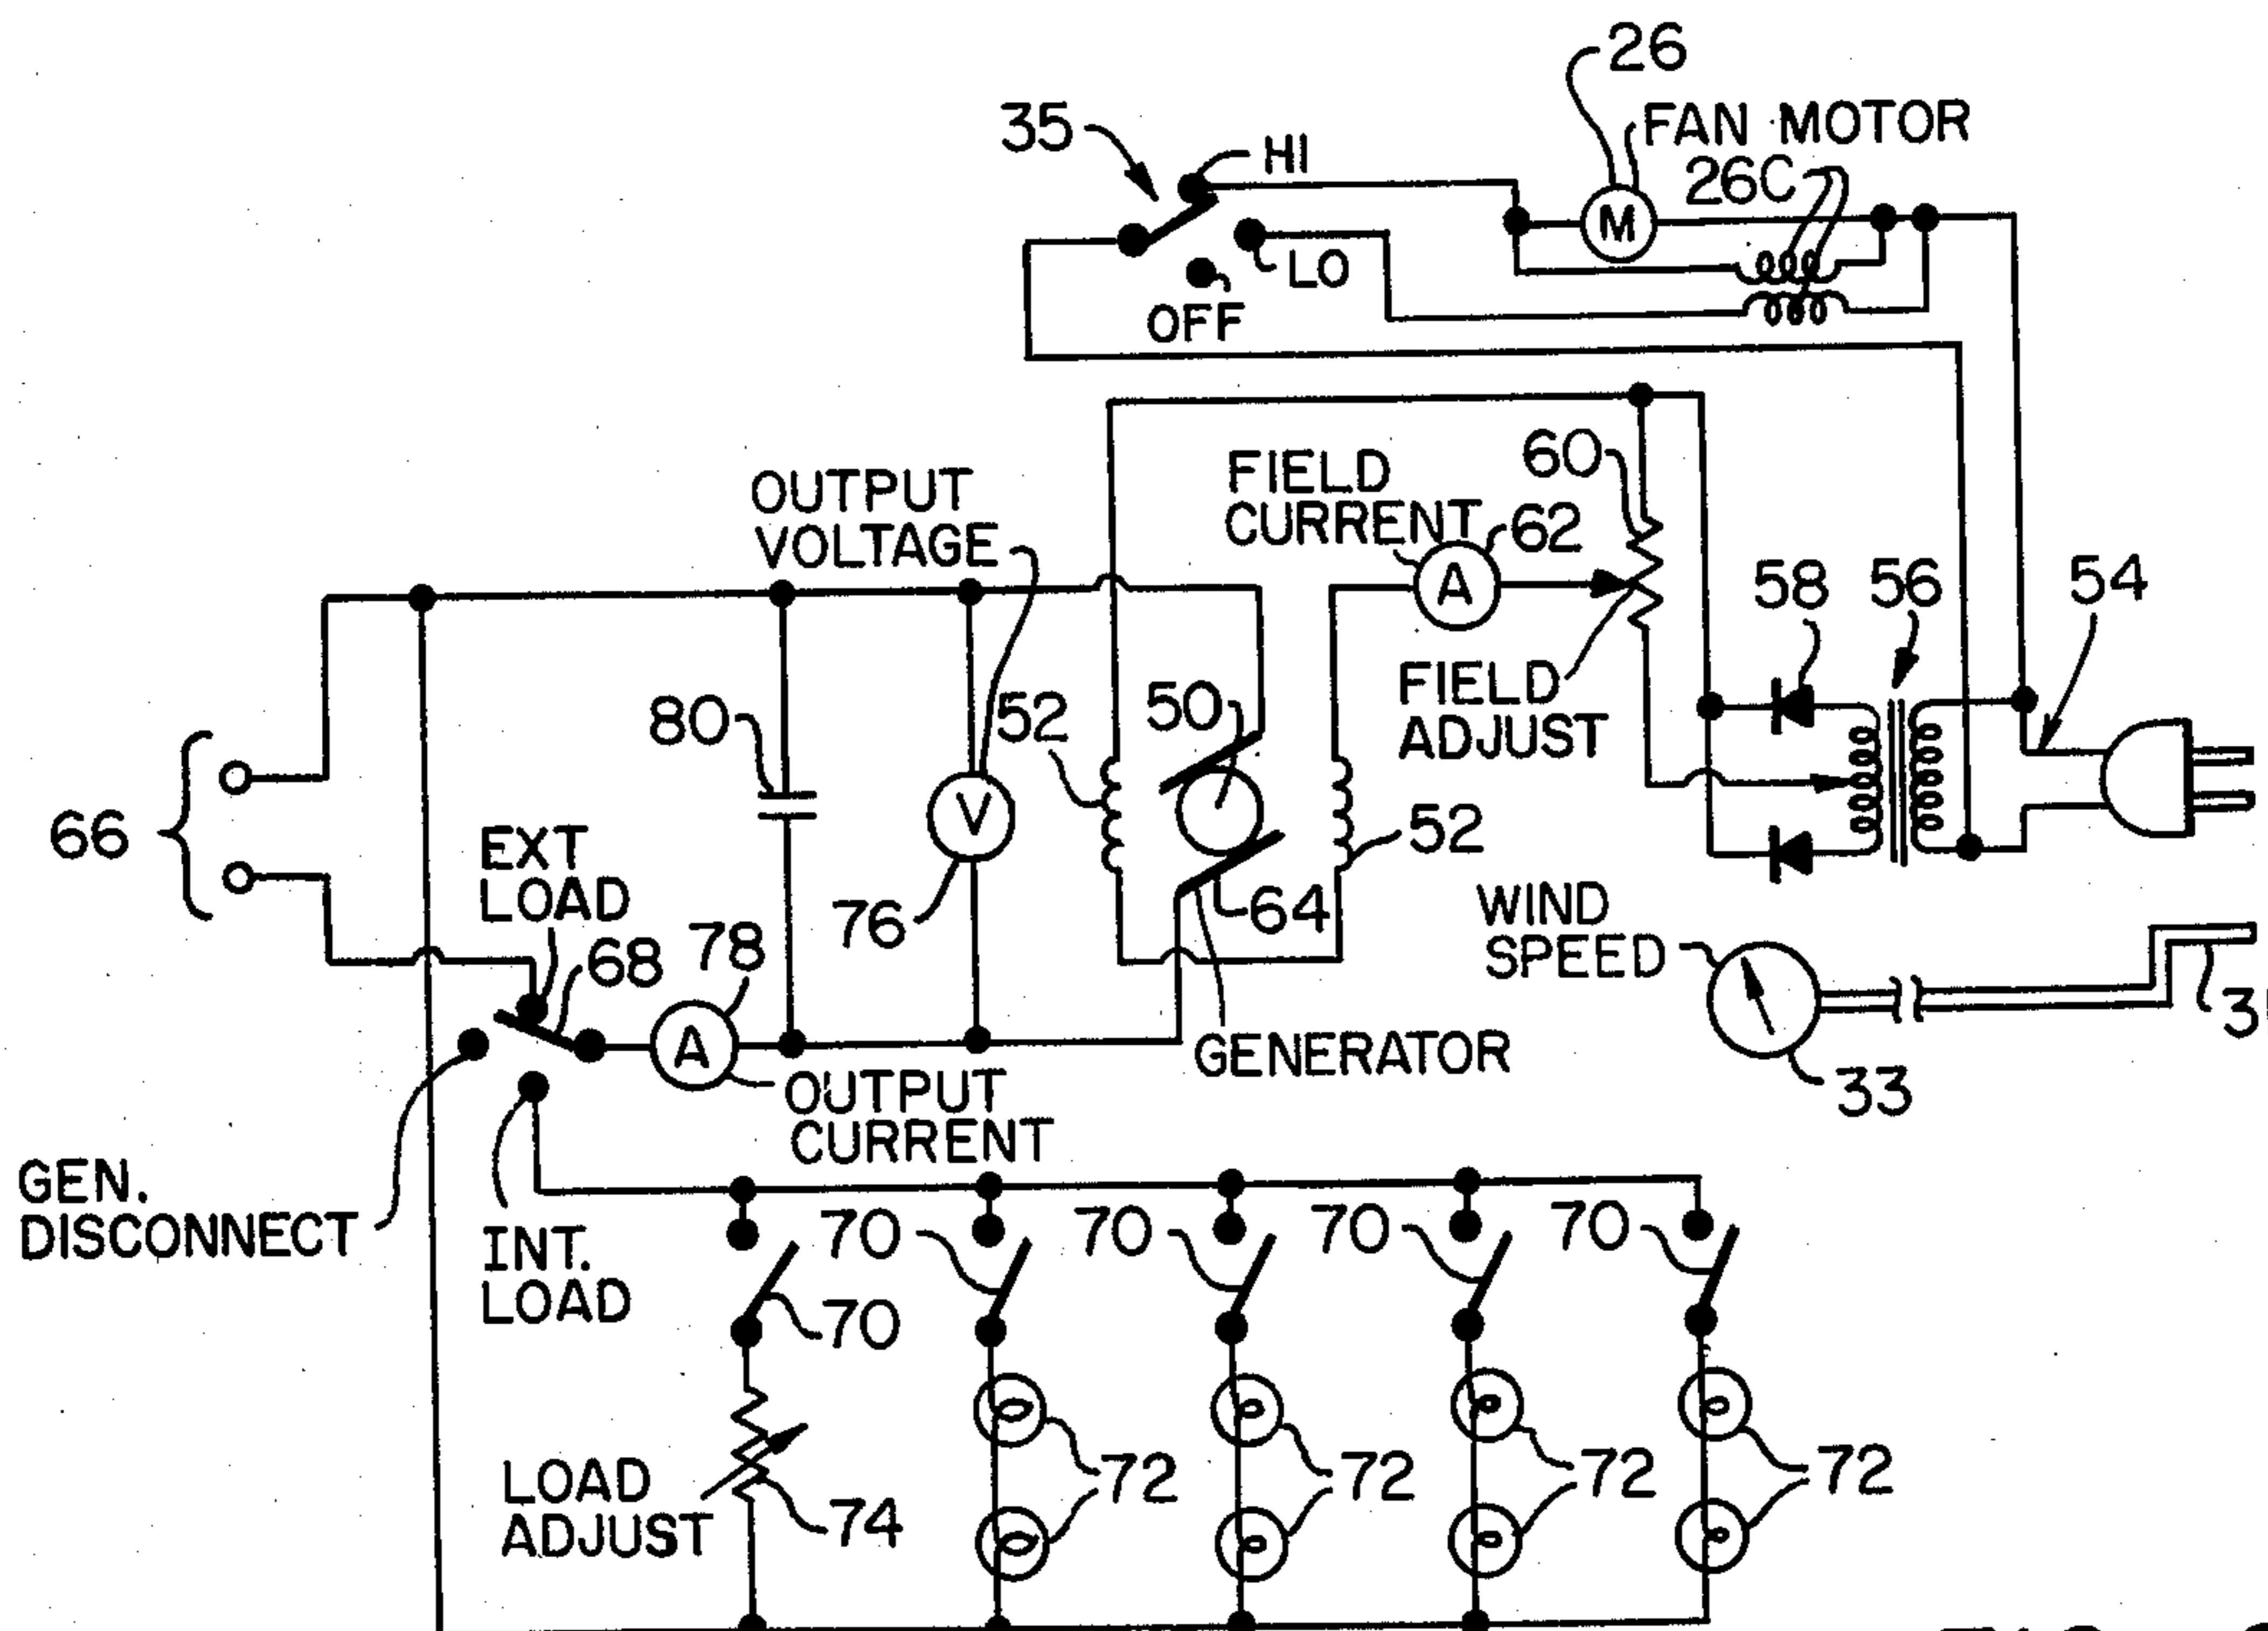 26
35
HI
FAN MOTOR
26C
M
LO
OFF
OUTPUT
VOLTAGE
FIELD
CURRENT
60
62
A
58
56
54
FIELD
ADJUST
80
52
50
V
52
66
EXT
LOAD
68
78
76
64
WIND
SPEED
A
GENERATOR
33
OUTPUT
CURRENT
GEN.
DISCONNECT
INT.
LOAD
70
70
70
70
70
LOAD
ADJUST
74
72
72
72
72